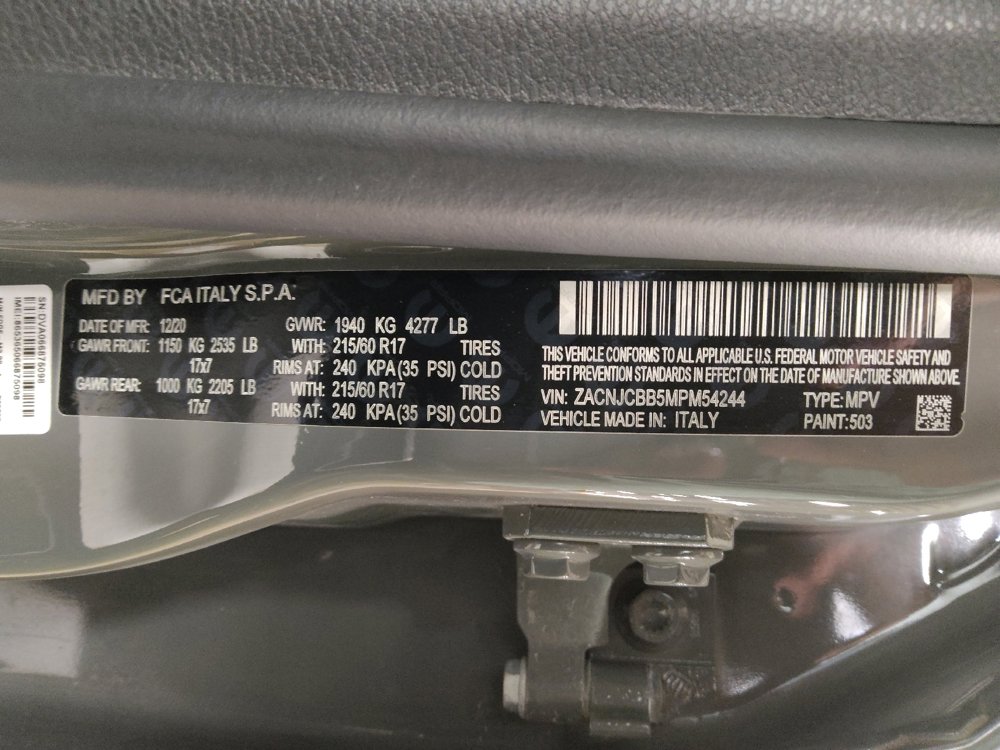 MFD BY FCA ITALY S.P.A.
DATE OF MFR: 12/20 GVWR: 1940 KG 4277 LB
GAWR FRONT: 1150 KG 2535 LB WITH: 215/60 R17 TIRES
17x7 RIMS AT: 240 KPA (35 PSI) COLD
GAWR REAR: 1000 KG 2205 LB WITH: 215/60 R17 TIRES
17x7 RIMS AT: 240 KPA (35 PSI) COLD
THIS VEHICLE CONFORMS TO ALL APPLICABLE U.S. FEDERAL MOTOR VEHICLE SAFETY AND
THEFT PREVENTION STANDARDS IN EFFECT ON THE DATE OF MANUFACTURE SHOWN ABOVE.
VIN: ZACNJCBB5MPM54244 TYPE: MPV
VEHICLE MADE IN: ITALY PAINT: 503